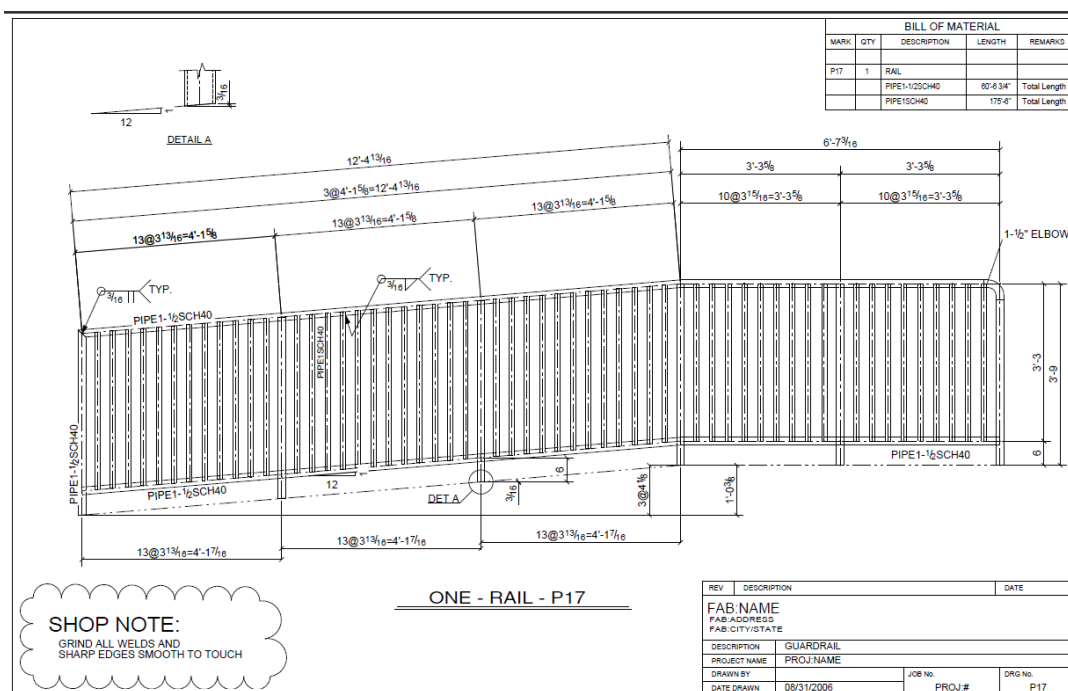 BILL OF MATERIAL
MARK QTY DESCRIPTION LENGTH REMARKS
P17 1 RAIL
PIPE1-1/2SCH40 60'-6 3/4" Total Length
PIPE1SCH40 175'-6" Total Length
3/16
1
12
DETAIL A
12'-4 13/16
3@4'-1 5/8=12'-4 13/16
13@3 13/16=4'-1 5/8
13@3 13/16=4'-1 5/8
13@3 13/16=4'-1 5/8
6'-7 3/16
3'-3 5/8
3'-3 5/8
10@3 15/16=3'-3 5/8
10@3 15/16=3'-3 5/8
1-1/2" ELBOW
3/16
TYP.
3/16
TYP.
PIPE1-1/2SCH40
PIPE1SCH40
PIPE1-1/2SCH40
PIPE1-1/2SCH40
PIPE1-1/2SCH40
3'-3
3'-9
6
1
12
DET A
6
3/16
3@4 1/8
1'-0 3/8
13@3 13/16=4'-1 7/16
13@3 13/16=4'-1 7/16
13@3 13/16=4'-1 7/16
ONE - RAIL - P17
SHOP NOTE:
GRIND ALL WELDS AND
SHARP EDGES SMOOTH TO TOUCH
REV DESCRIPTION DATE
FAB:NAME
FAB:ADDRESS
FAB:CITY/STATE
DESCRIPTION GUARDRAIL
PROJECT NAME PROJ:NAME
DRAWN BY JOB No. DRG No.
DATE DRAWN 08/31/2006 PROJ:# P17